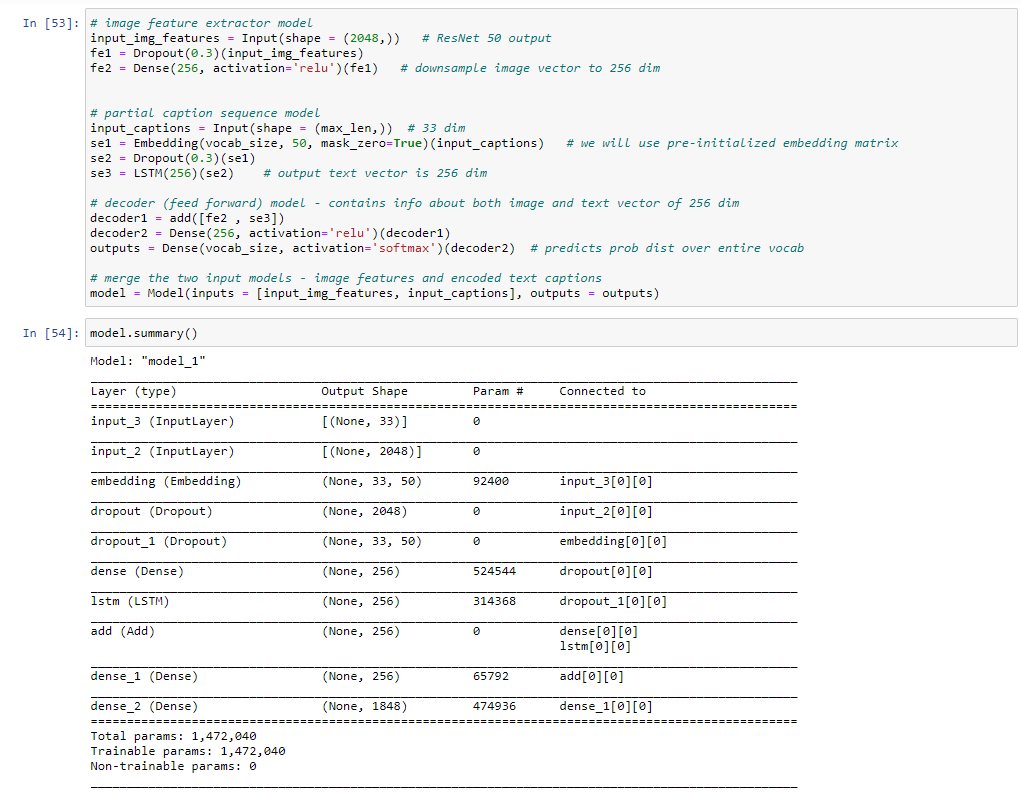 In [53]: # image feature extractor model
input_img_features = Input(shape = (2048,))   # ResNet 50 output
fe1 = Dropout(0.3)(input_img_features)
fe2 = Dense(256, activation='relu')(fe1)   # downsample image vector to 256 dim
# partial caption sequence model
input_captions = Input(shape = (max_len,))  # 33 dim
se1 = Embedding(vocab_size, 50, mask_zero=True)(input_captions)   # we will use pre-initialized embedding matrix
se2 = Dropout(0.3)(se1)
se3 = LSTM(256)(se2)    # output text vector is 256 dim
# decoder (feed forward) model - contains info about both image and text vector of 256 dim
decoder1 = add([fe2 , se3])
decoder2 = Dense(256, activation='relu')(decoder1)
outputs = Dense(vocab_size, activation='softmax')(decoder2)  # predicts prob dist over entire vocab
# merge the two input models - image features and encoded text captions
model = Model(inputs = [input_img_features, input_captions], outputs = outputs)
In [54]: model.summary()
Model: "model_1"
__________________________________________________________________________________________________
Layer (type)                    Output Shape         Param #     Connected to
==================================================================================================
input_3 (InputLayer)            [(None, 33)]         0
__________________________________________________________________________________________________
input_2 (InputLayer)            [(None, 2048)]       0
__________________________________________________________________________________________________
embedding (Embedding)           (None, 33, 50)       92400       input_3[0][0]
__________________________________________________________________________________________________
dropout (Dropout)               (None, 2048)         0           input_2[0][0]
__________________________________________________________________________________________________
dropout_1 (Dropout)             (None, 33, 50)       0           embedding[0][0]
__________________________________________________________________________________________________
dense (Dense)                   (None, 256)          524544      dropout[0][0]
__________________________________________________________________________________________________
lstm (LSTM)                     (None, 256)          314368      dropout_1[0][0]
__________________________________________________________________________________________________
add (Add)                       (None, 256)          0           dense[0][0]
                                                                 lstm[0][0]
__________________________________________________________________________________________________
dense_1 (Dense)                 (None, 256)          65792       add[0][0]
__________________________________________________________________________________________________
dense_2 (Dense)                 (None, 1848)         474936      dense_1[0][0]
==================================================================================================
Total params: 1,472,040
Trainable params: 1,472,040
Non-trainable params: 0
__________________________________________________________________________________________________